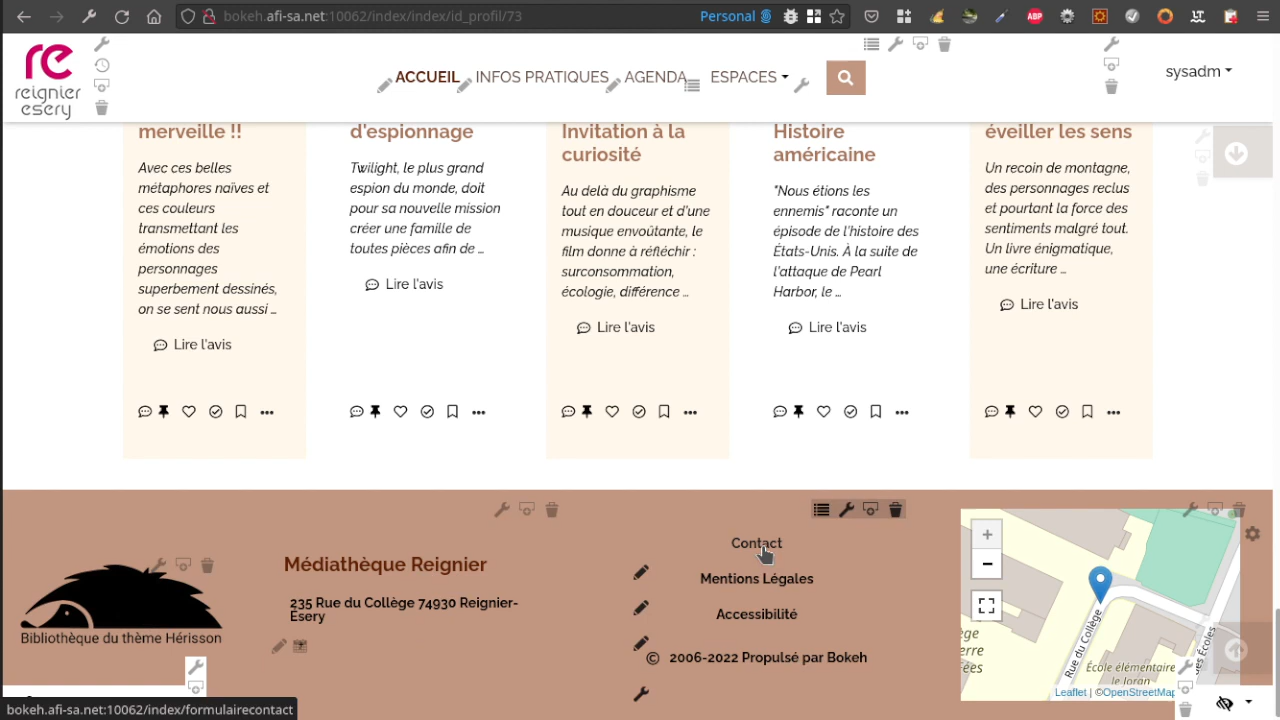 bokeh.afi-sa.net:10062/index/index/id_profil/73
Personal
ABP
re
reignier
esery
ACCUEIL
INFOS PRATIQUES
AGENDA
ESPACES
sysadm
merveille !!
Avec ces belles
métaphores naïves et
ces couleurs
transmettant les
émotions des
personnages
superbement dessinés,
on se sent nous aussi ...
Lire l'avis
d'espionnage
Twilight, le plus grand
espion du monde, doit
pour sa nouvelle mission
créer une famille de
toutes pièces afin de ...
Lire l'avis
Invitation à la
curiosité
Au delà du graphisme
tout en douceur et d'une
musique envoûtante, le
film donne à réfléchir :
surconsommation,
écologie, différence ...
Lire l'avis
Histoire
américaine
"Nous étions les
ennemis" raconte un
épisode de l'histoire des
États-Unis. À la suite de
l'attaque de Pearl
Harbor, le ...
Lire l'avis
éveiller les sens
Un recoin de montagne,
des personnages reclus
et pourtant la force des
sentiments malgré tout.
Un livre énigmatique,
une écriture ...
Lire l'avis
Bibliothèque du thème Hérisson
Médiathèque Reignier
235 Rue du Collège 74930 Reignier-
Esery
Contact
Mentions Légales
Accessibilité
© 2006-2022 Propulsé par Bokeh
+
−
Rue du Collège
des Écoles
École élémentaire
le Joran
Leaflet | ©OpenStreetMap
bokeh.afi-sa.net:10062/index/formulairecontact